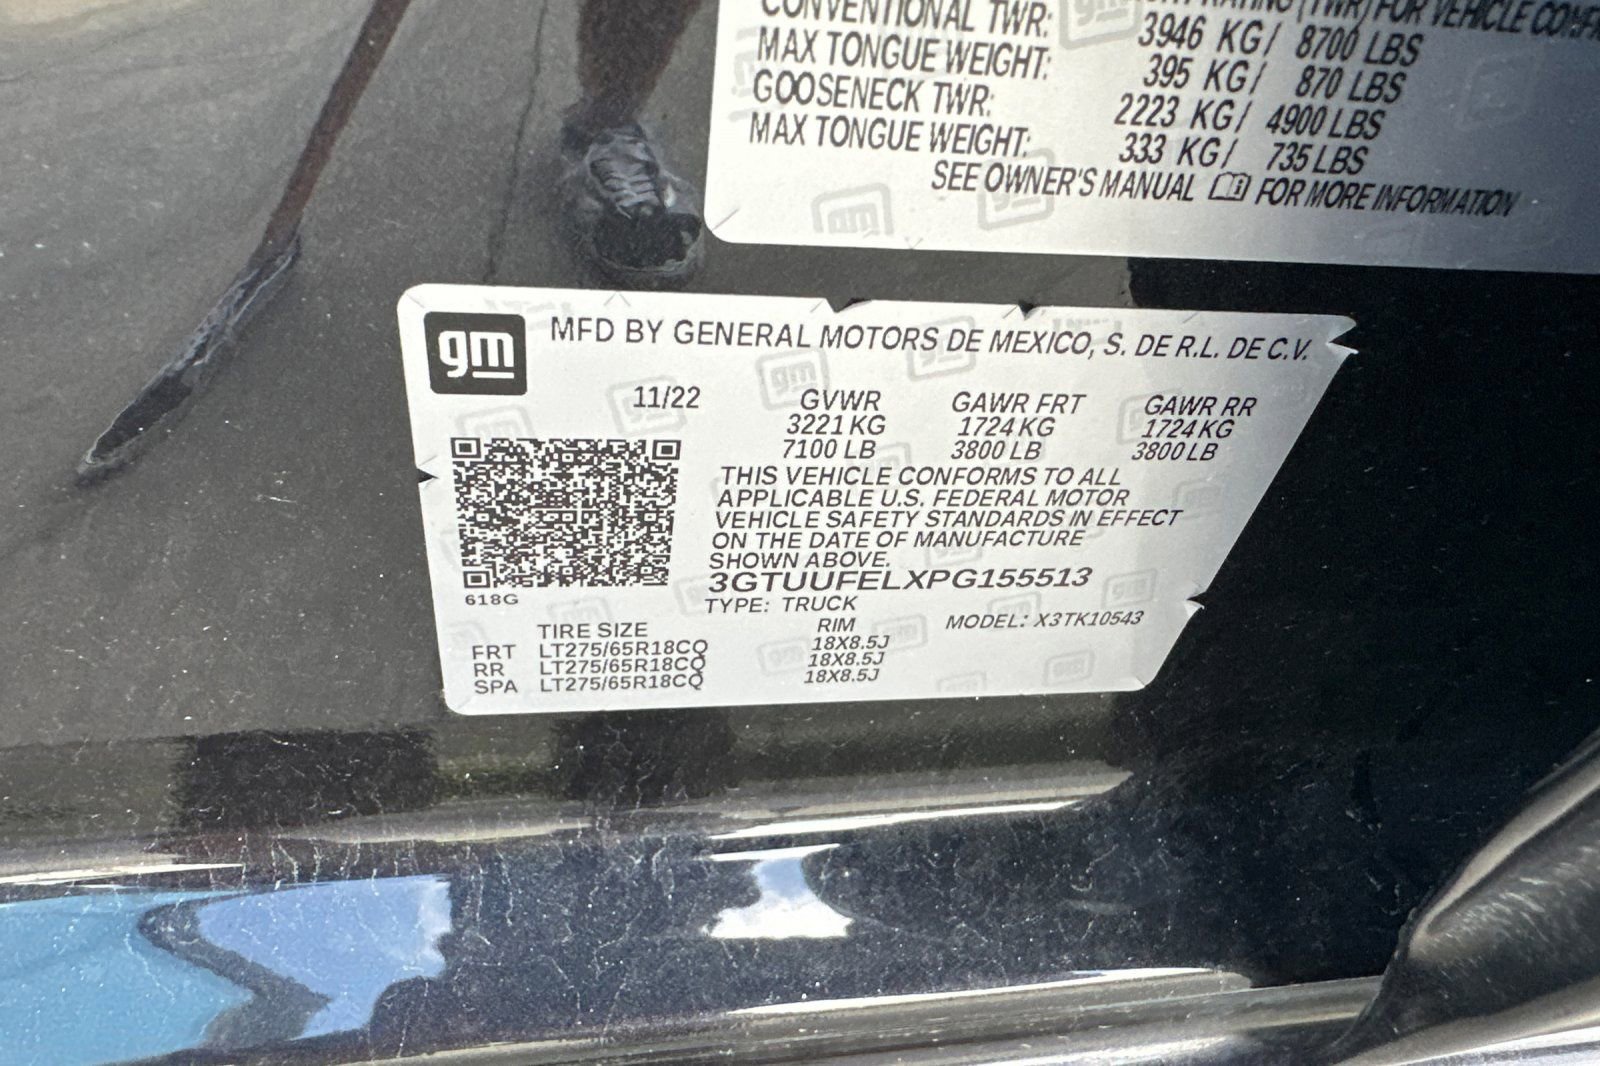 CONVENTIONAL TWR: 3946 KG/ 8700 LBS
MAX TONGUE WEIGHT: 395 KG/ 870 LBS
GOOSENECK TWR: 2223 KG/ 4900 LBS
MAX TONGUE WEIGHT: 333 KG/ 735 LBS
SEE OWNER'S MANUAL FOR MORE INFORMATION
gm
MFD BY GENERAL MOTORS DE MEXICO, S. DE R.L. DE C.V.
11/22 GVWR GAWR FRT GAWR RR
3221 KG 1724 KG 1724 KG
7100 LB 3800 LB 3800 LB
THIS VEHICLE CONFORMS TO ALL
APPLICABLE U.S. FEDERAL MOTOR
VEHICLE SAFETY STANDARDS IN EFFECT
ON THE DATE OF MANUFACTURE
SHOWN ABOVE.
3GTUUFELXPG155513
618G
TYPE: TRUCK
MODEL: X3TK10543
TIRE SIZE RIM
FRT LT275/65R18CQ 18X8.5J
RR LT275/65R18CQ 18X8.5J
SPA LT275/65R18CQ 18X8.5J